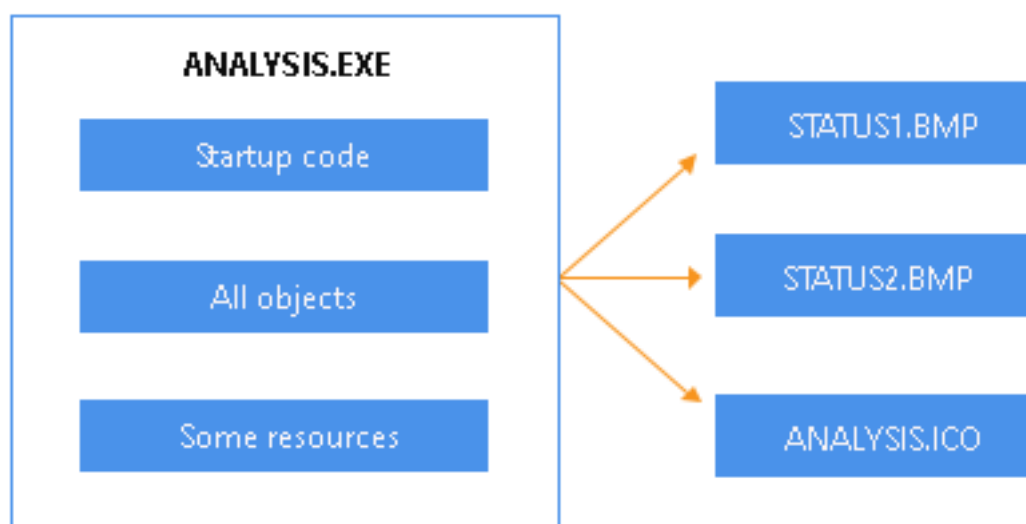 ANALYSIS.EXE
Startup code
All objects
Some resources
STATUS1.BMP
STATUS2.BMP
ANALYSIS.ICO